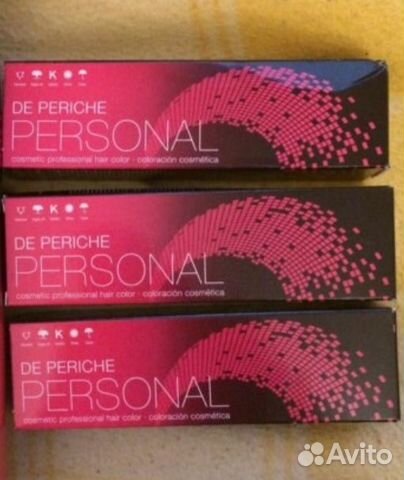 K
DE PERICHE
PERSONAL
cosmetic professional hair color · coloración cosmética
K
DE PERICHE
PERSONAL
cosmetic professional hair color · coloración cosmética
K
DE PERICHE
PERSONAL
cosmetic professional hair color · coloración cosmética
Avito